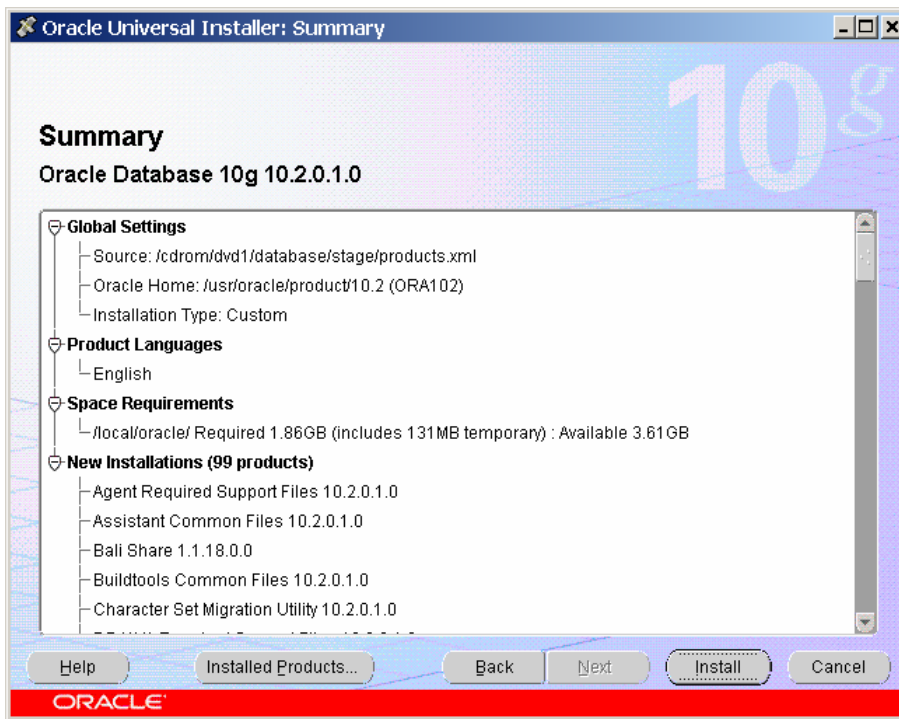 Oracle Universal Installer: Summary
10g
Summary
Oracle Database 10g 10.2.0.1.0
Global Settings
Source: /cdrom/dvd1/database/stage/products.xml
Oracle Home: /usr/oracle/product/10.2 (ORA102)
Installation Type: Custom
Product Languages
English
Space Requirements
/local/oracle/ Required 1.86GB (includes 131MB temporary) : Available 3.61GB
New Installations (99 products)
Agent Required Support Files 10.2.0.1.0
Assistant Common Files 10.2.0.1.0
Bali Share 1.1.18.0.0
Buildtools Common Files 10.2.0.1.0
Character Set Migration Utility 10.2.0.1.0
Help Installed Products... Back Next Install Cancel
ORACLE